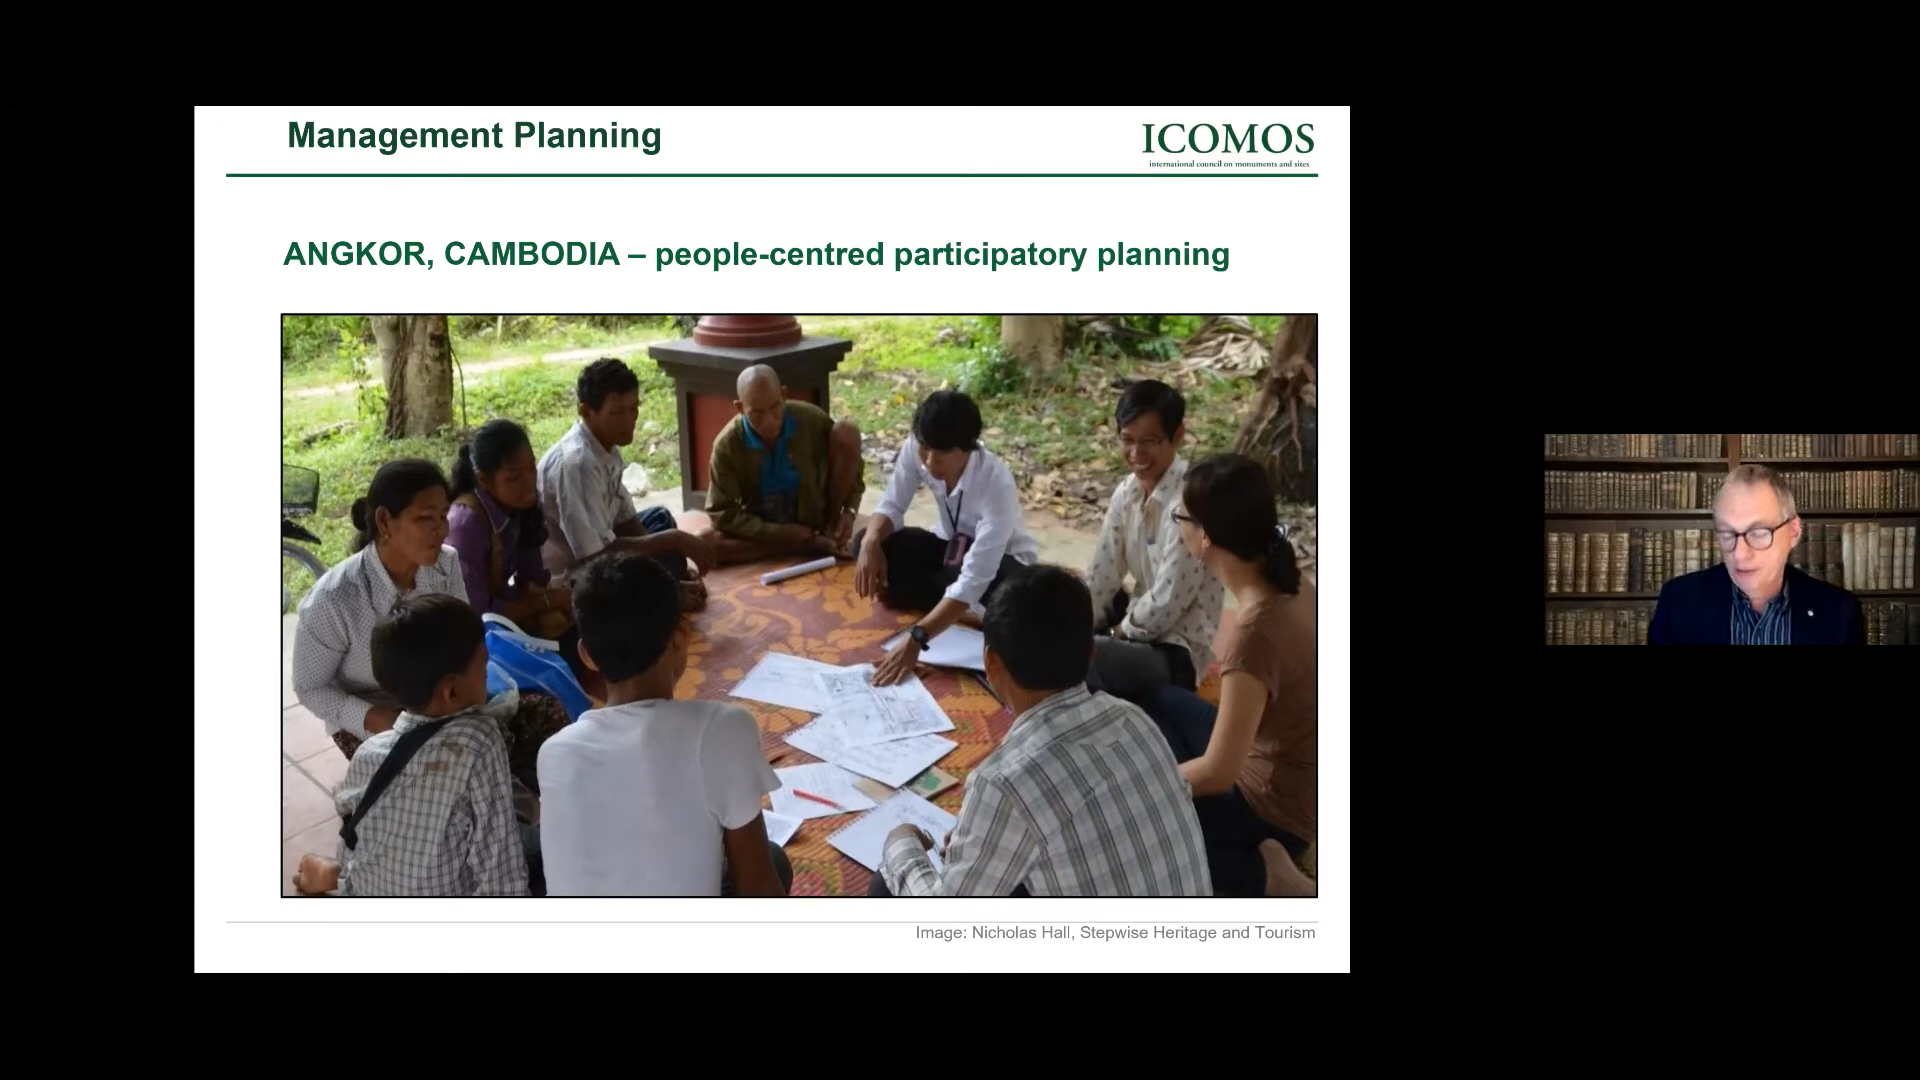 Management Planning
ICOMOS
international council on monuments and sites
ANGKOR, CAMBODIA – people-centred participatory planning
Image: Nicholas Hall, Stepwise Heritage and Tourism